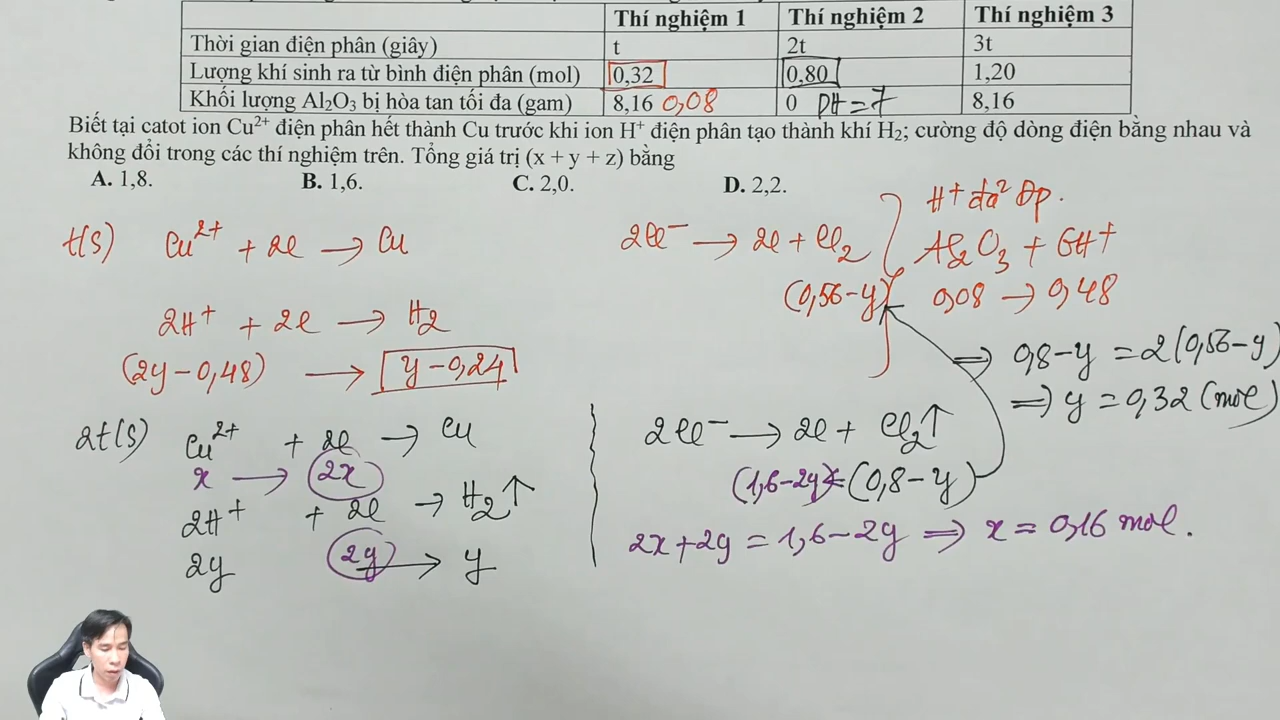 Thí nghiệm 1 Thí nghiệm 2 Thí nghiệm 3
Thời gian điện phân (giây) t 2t 3t
Lượng khí sinh ra từ bình điện phân (mol) 0,32 0,80 1,20
Khối lượng Al₂O₃ bị hòa tan tối đa (gam) 8,16 0,08 0 PH = 7 8,16
Biết tại catot ion Cu²⁺ điện phân hết thành Cu trước khi ion H⁺ điện phân tạo thành khí H₂; cường độ dòng điện bằng nhau và
không đổi trong các thí nghiệm trên. Tổng giá trị (x + y + z) bằng
A. 1,8. B. 1,6. C. 2,0. D. 2,2.
t(s) Cu²⁺ + 2e → Cu
2H⁺ + 2e → H₂
(2y – 0,48) → y – 0,24
2Cl⁻ → 2e + Cl₂
(0,56 – y)
H⁺ đã đp.
Al₂O₃ + 6H⁺
0,08 → 0,48
⇒ 0,8 – y = 2(0,56 – y)
⇒ y = 0,32 (mol)
2t(s) Cu²⁺ + 2e → Cu
x → 2x
2H⁺ + 2e → H₂↑
2y 2y → y
2Cl⁻ → 2e + Cl₂↑
(1,6 – 2y) ← (0,8 – y)
2x + 2y = 1,6 – 2y ⇒ x = 0,16 mol.